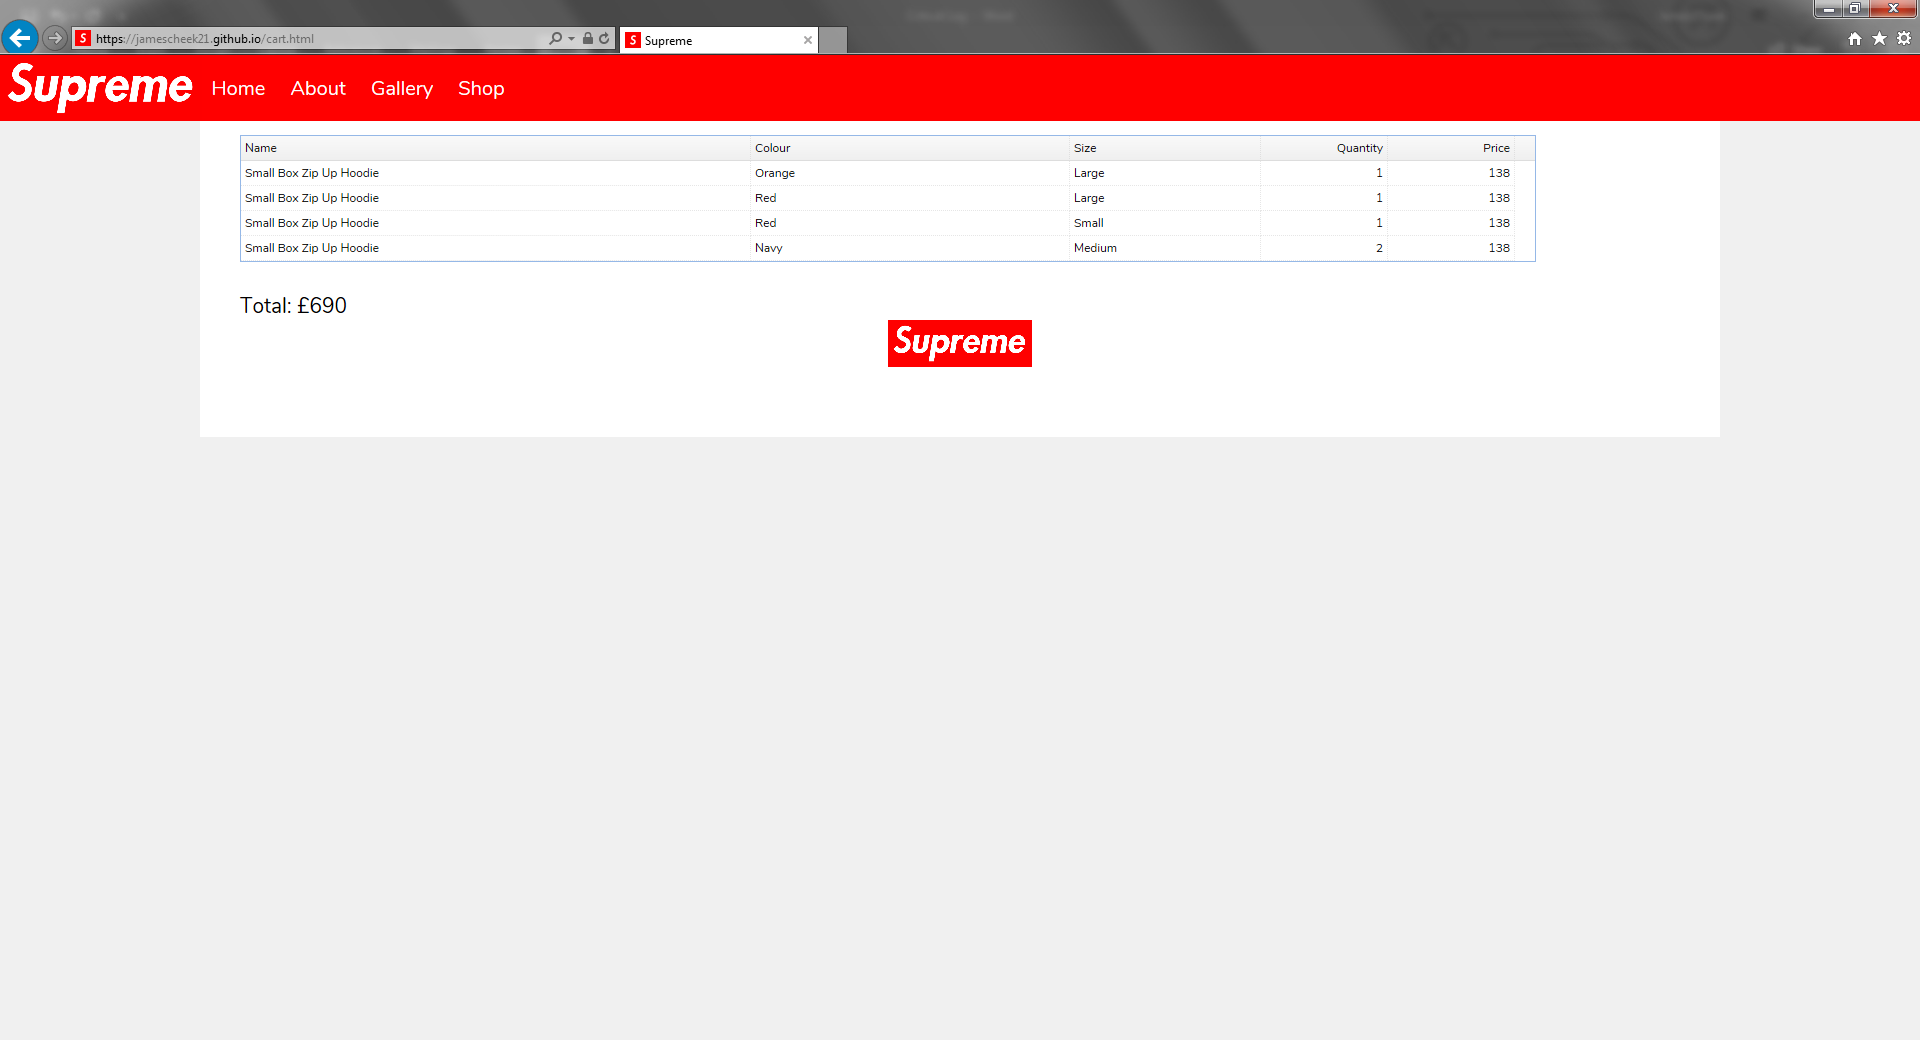 https://jamescheek21.github.io/cart.html
Supreme
Supreme Home About Gallery Shop
Name Colour Size Quantity Price
Small Box Zip Up Hoodie Orange Large 1 138
Small Box Zip Up Hoodie Red Large 1 138
Small Box Zip Up Hoodie Red Small 1 138
Small Box Zip Up Hoodie Navy Medium 2 138
Total: £690
Supreme